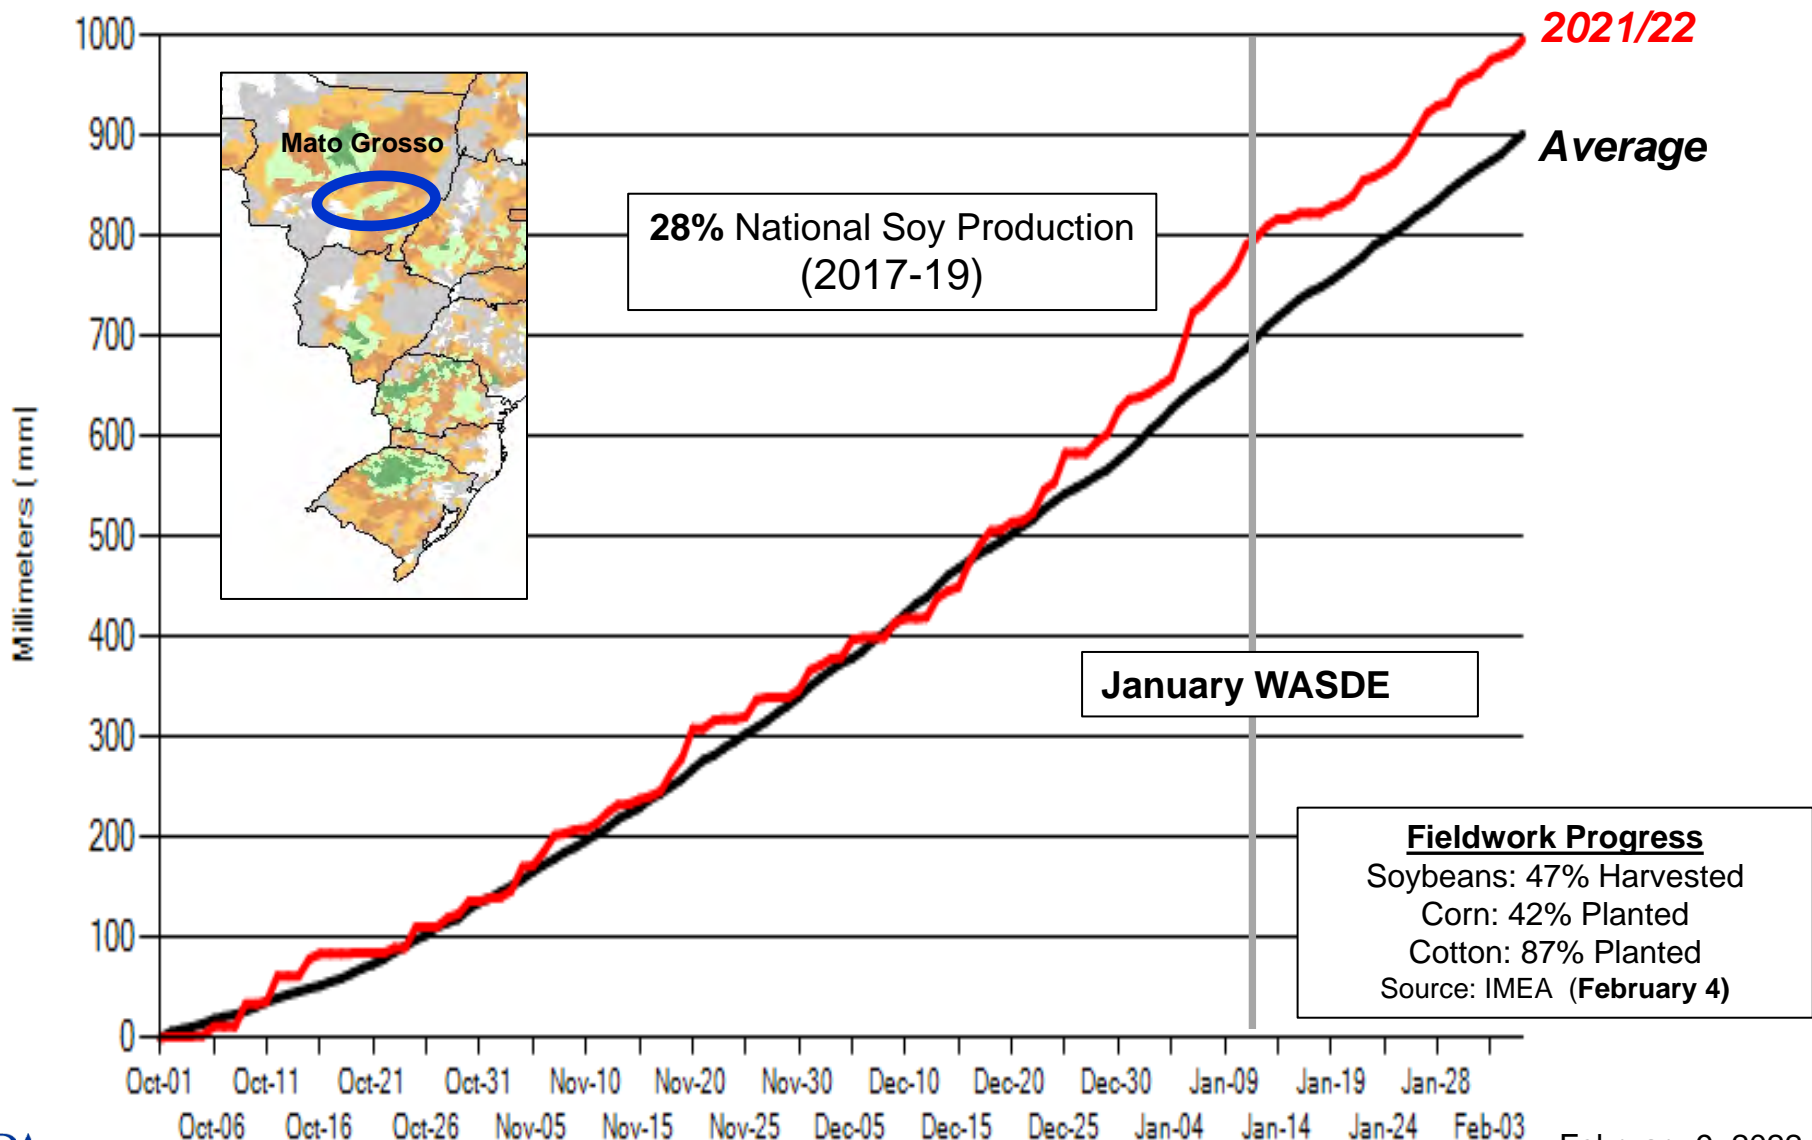 1000
900
800
700
600
500
400
300
200
100
0
Millimeters ( mm)
2021/22
Average
Mato Grosso
28% National Soy Production
(2017-19)
January WASDE
Fieldwork Progress
Soybeans: 47% Harvested
Corn: 42% Planted
Cotton: 87% Planted
Source: IMEA (February 4)
Oct-01 Oct-11 Oct-21 Oct-31 Nov-10 Nov-20 Nov-30 Dec-10 Dec-20 Dec-30 Jan-09 Jan-19 Jan-28
Oct-06 Oct-16 Oct-26 Nov-05 Nov-15 Nov-25 Dec-05 Dec-15 Dec-25 Jan-04 Jan-14 Jan-24 Feb-03